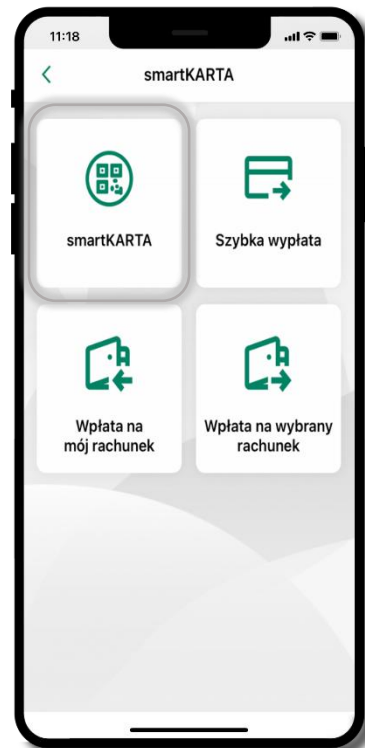 11:18
smartKARTA
smartKARTA
Szybka wypłata
Wpłata na
mój rachunek
Wpłata na wybrany
rachunek